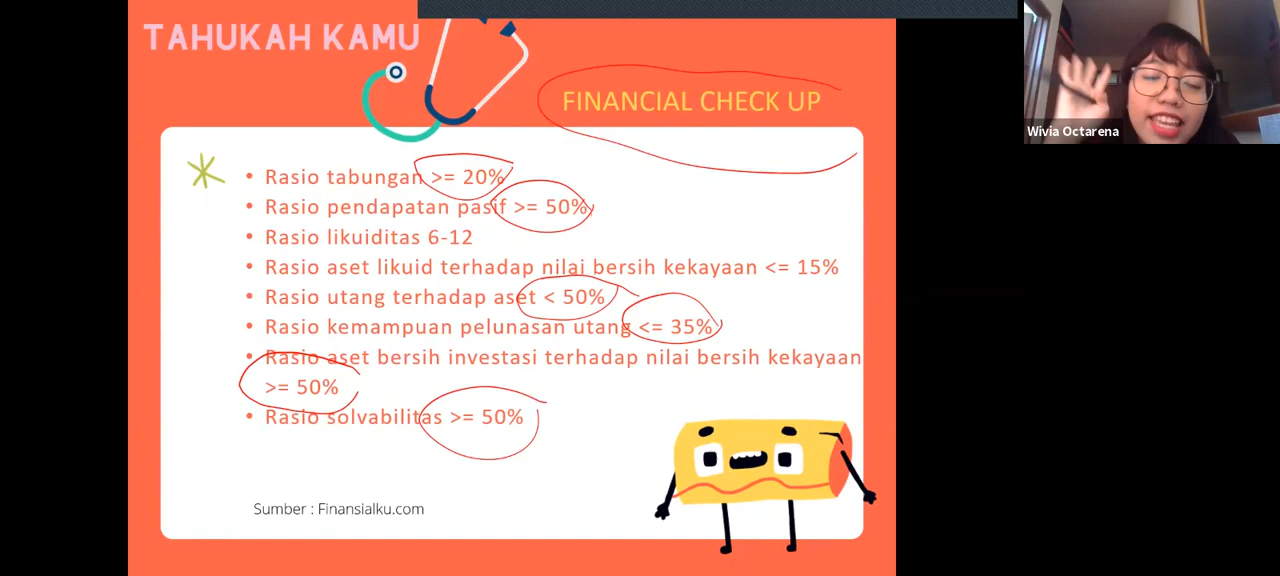 TAHUKAH KAMU
FINANCIAL CHECK UP
Wivia Octarena
• Rasio tabungan >= 20%
• Rasio pendapatan pasif >= 50%
• Rasio likuiditas 6-12
• Rasio aset likuid terhadap nilai bersih kekayaan <= 15%
• Rasio utang terhadap aset < 50%
• Rasio kemampuan pelunasan utang <= 35%
• Rasio aset bersih investasi terhadap nilai bersih kekayaan
>= 50%
• Rasio solvabilitas >= 50%
Sumber : Finansialku.com